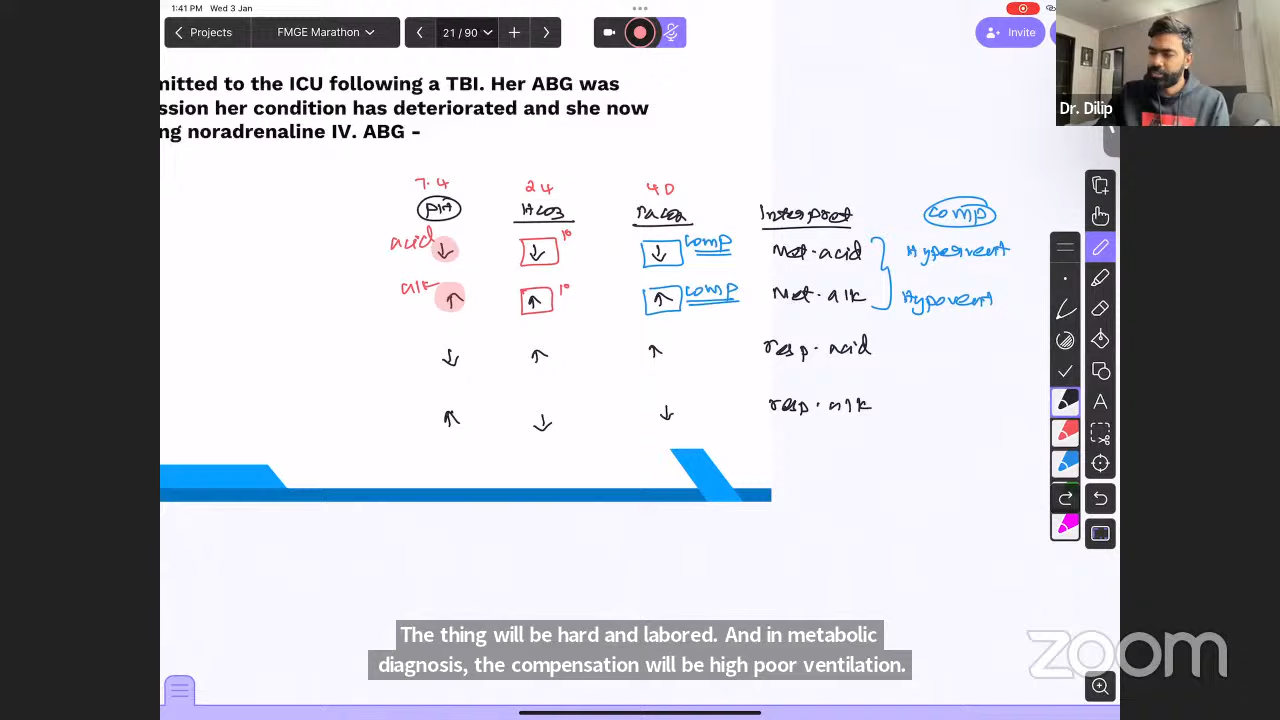 1:41 PM Wed 3 Jan
Projects FMGE Marathon 21 / 90 Invite
nitted to the ICU following a TBI. Her ABG was
ssion her condition has deteriorated and she now
ng noradrenaline IV. ABG -
Dr. Dilip
7.4 24 40
pH HCO3 PaCO2 Interpret comp
acid ↓ ↓ 1° ↓ comp Met. acid Hypervent
alk ↑ ↑ 1° ↑ comp Met. alk Hypovent
↓ ↑ ↑ resp. acid
↑ ↓ ↓ resp. alk
A
The thing will be hard and labored. And in metabolic
diagnosis, the compensation will be high poor ventilation.
zoom